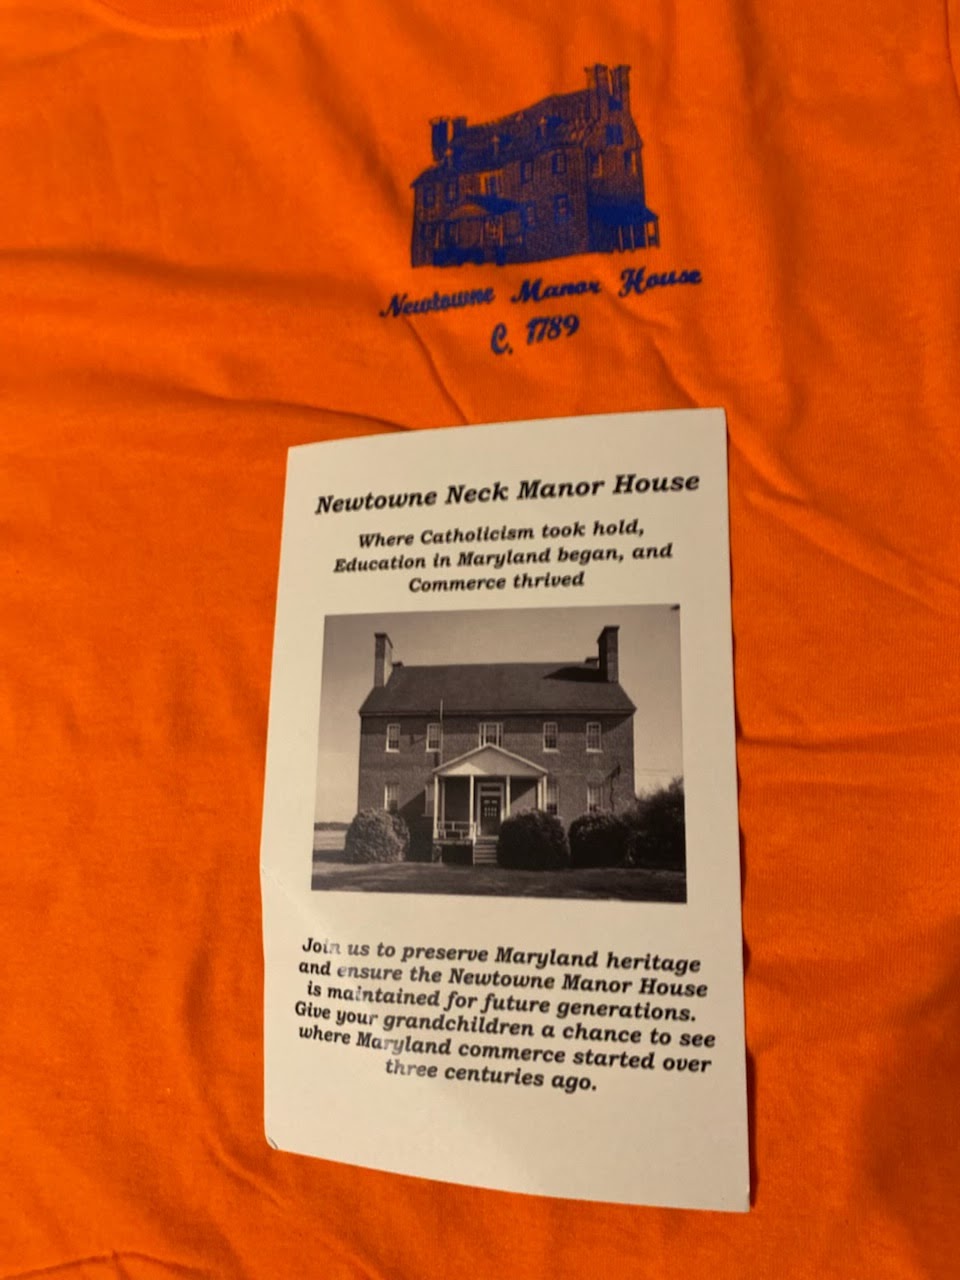 Newtowne Manor House
C. 1789
Newtowne Neck Manor House
Where Catholicism took hold,
Education in Maryland began, and
Commerce thrived
Join us to preserve Maryland heritage
and ensure the Newtowne Manor House
is maintained for future generations.
Give your grandchildren a chance to see
where Maryland commerce started over
three centuries ago.